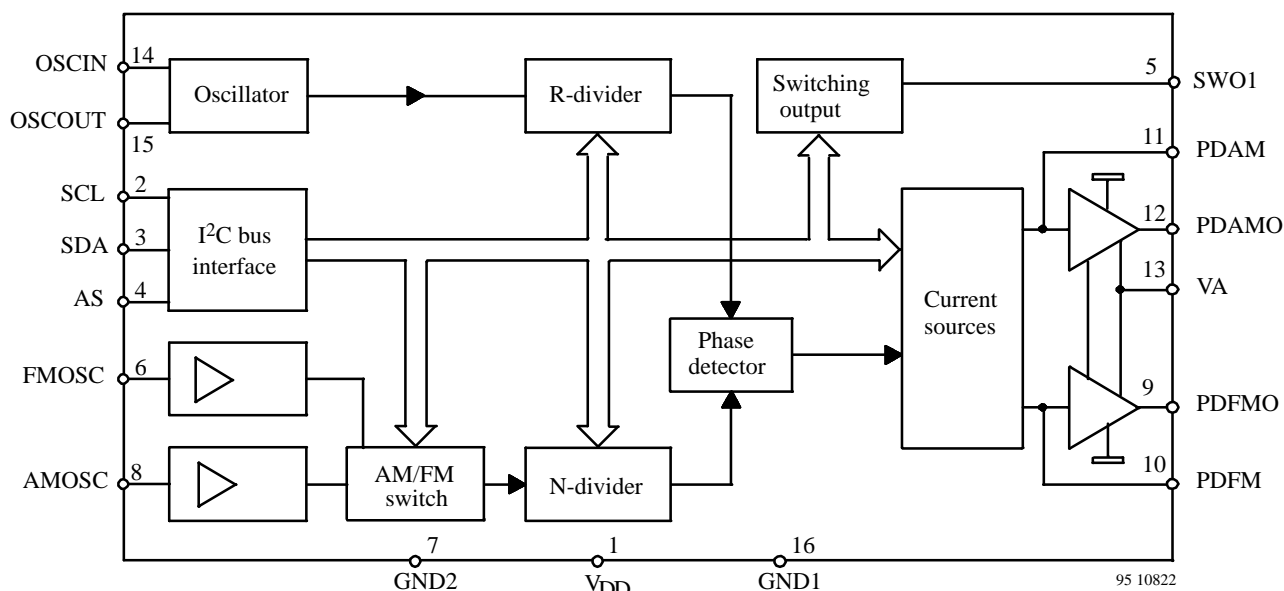 OSCIN 14
OSCOUT 15
Oscillator
R-divider
Switching
output
5 SWO1
11 PDAM
SCL 2
SDA 3
AS 4
I²C bus
interface
12 PDAMO
13 VA
Current
sources
Phase
detector
FMOSC 6
9 PDFMO
AMOSC 8
AM/FM
switch
N-divider
10 PDFM
7
GND2
1
VDD
16
GND1
95 10822